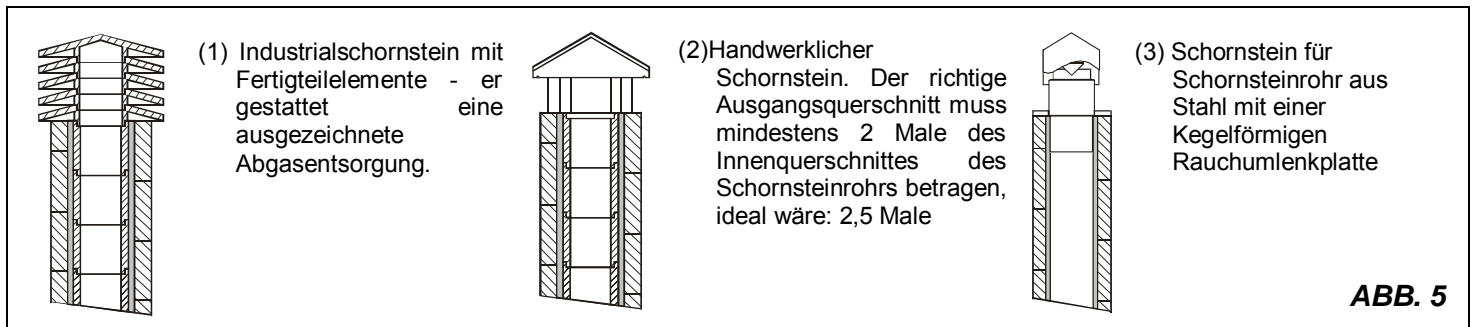 (1) Industrialschornstein mit
Fertigteilelemente - er
gestattet eine
ausgezeichnete
Abgasentsorgung.
(2)Handwerklicher
Schornstein. Der richtige
Ausgangsquerschnitt muss
mindestens 2 Male des
Innenquerschnittes des
Schornsteinrohrs betragen,
ideal wäre: 2,5 Male
(3) Schornstein für
Schornsteinrohr aus
Stahl mit einer
Kegelförmigen
Rauchumlenkplatte
ABB. 5